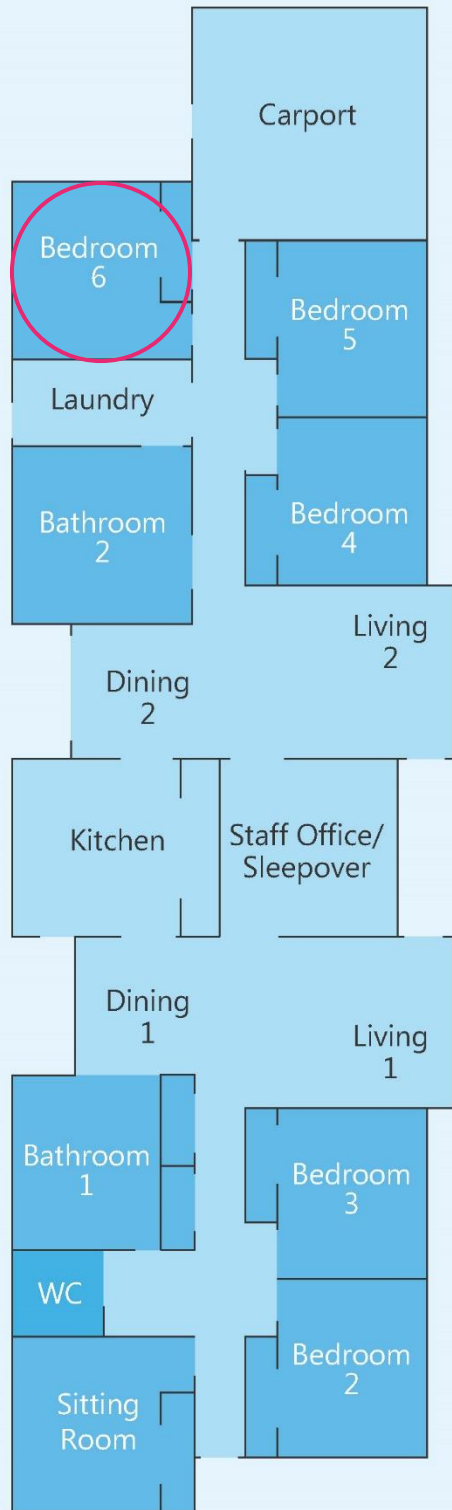 Carport
Bedroom
6
Bedroom
5
Laundry
Bathroom
2
Bedroom
4
Living
2
Dining
2
Kitchen
Staff Office/
Sleepover
Dining
1
Living
1
Bathroom
1
Bedroom
3
WC
Bedroom
2
Sitting
Room